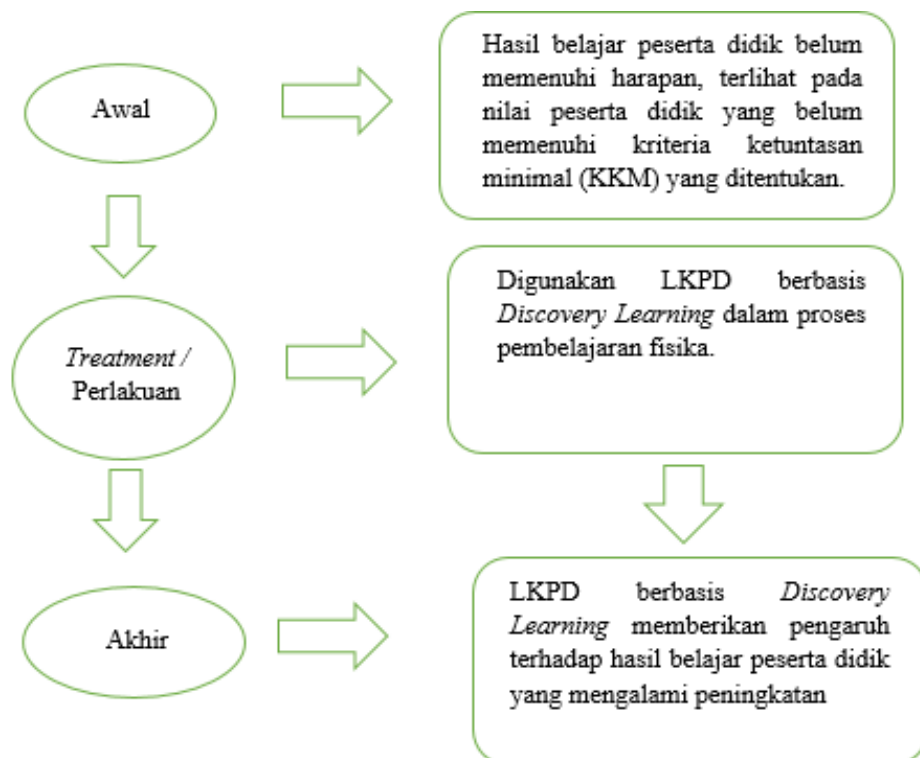 Awal
Hasil belajar peserta didik belum
memenuhi harapan, terlihat pada
nilai peserta didik yang belum
memenuhi kriteria ketuntasan
minimal (KKM) yang ditentukan.
Treatment /
Perlakuan
Digunakan LKPD berbasis
Discovery Learning dalam proses
pembelajaran fisika.
Akhir
LKPD berbasis Discovery
Learning memberikan pengaruh
terhadap hasil belajar peserta didik
yang mengalami peningkatan